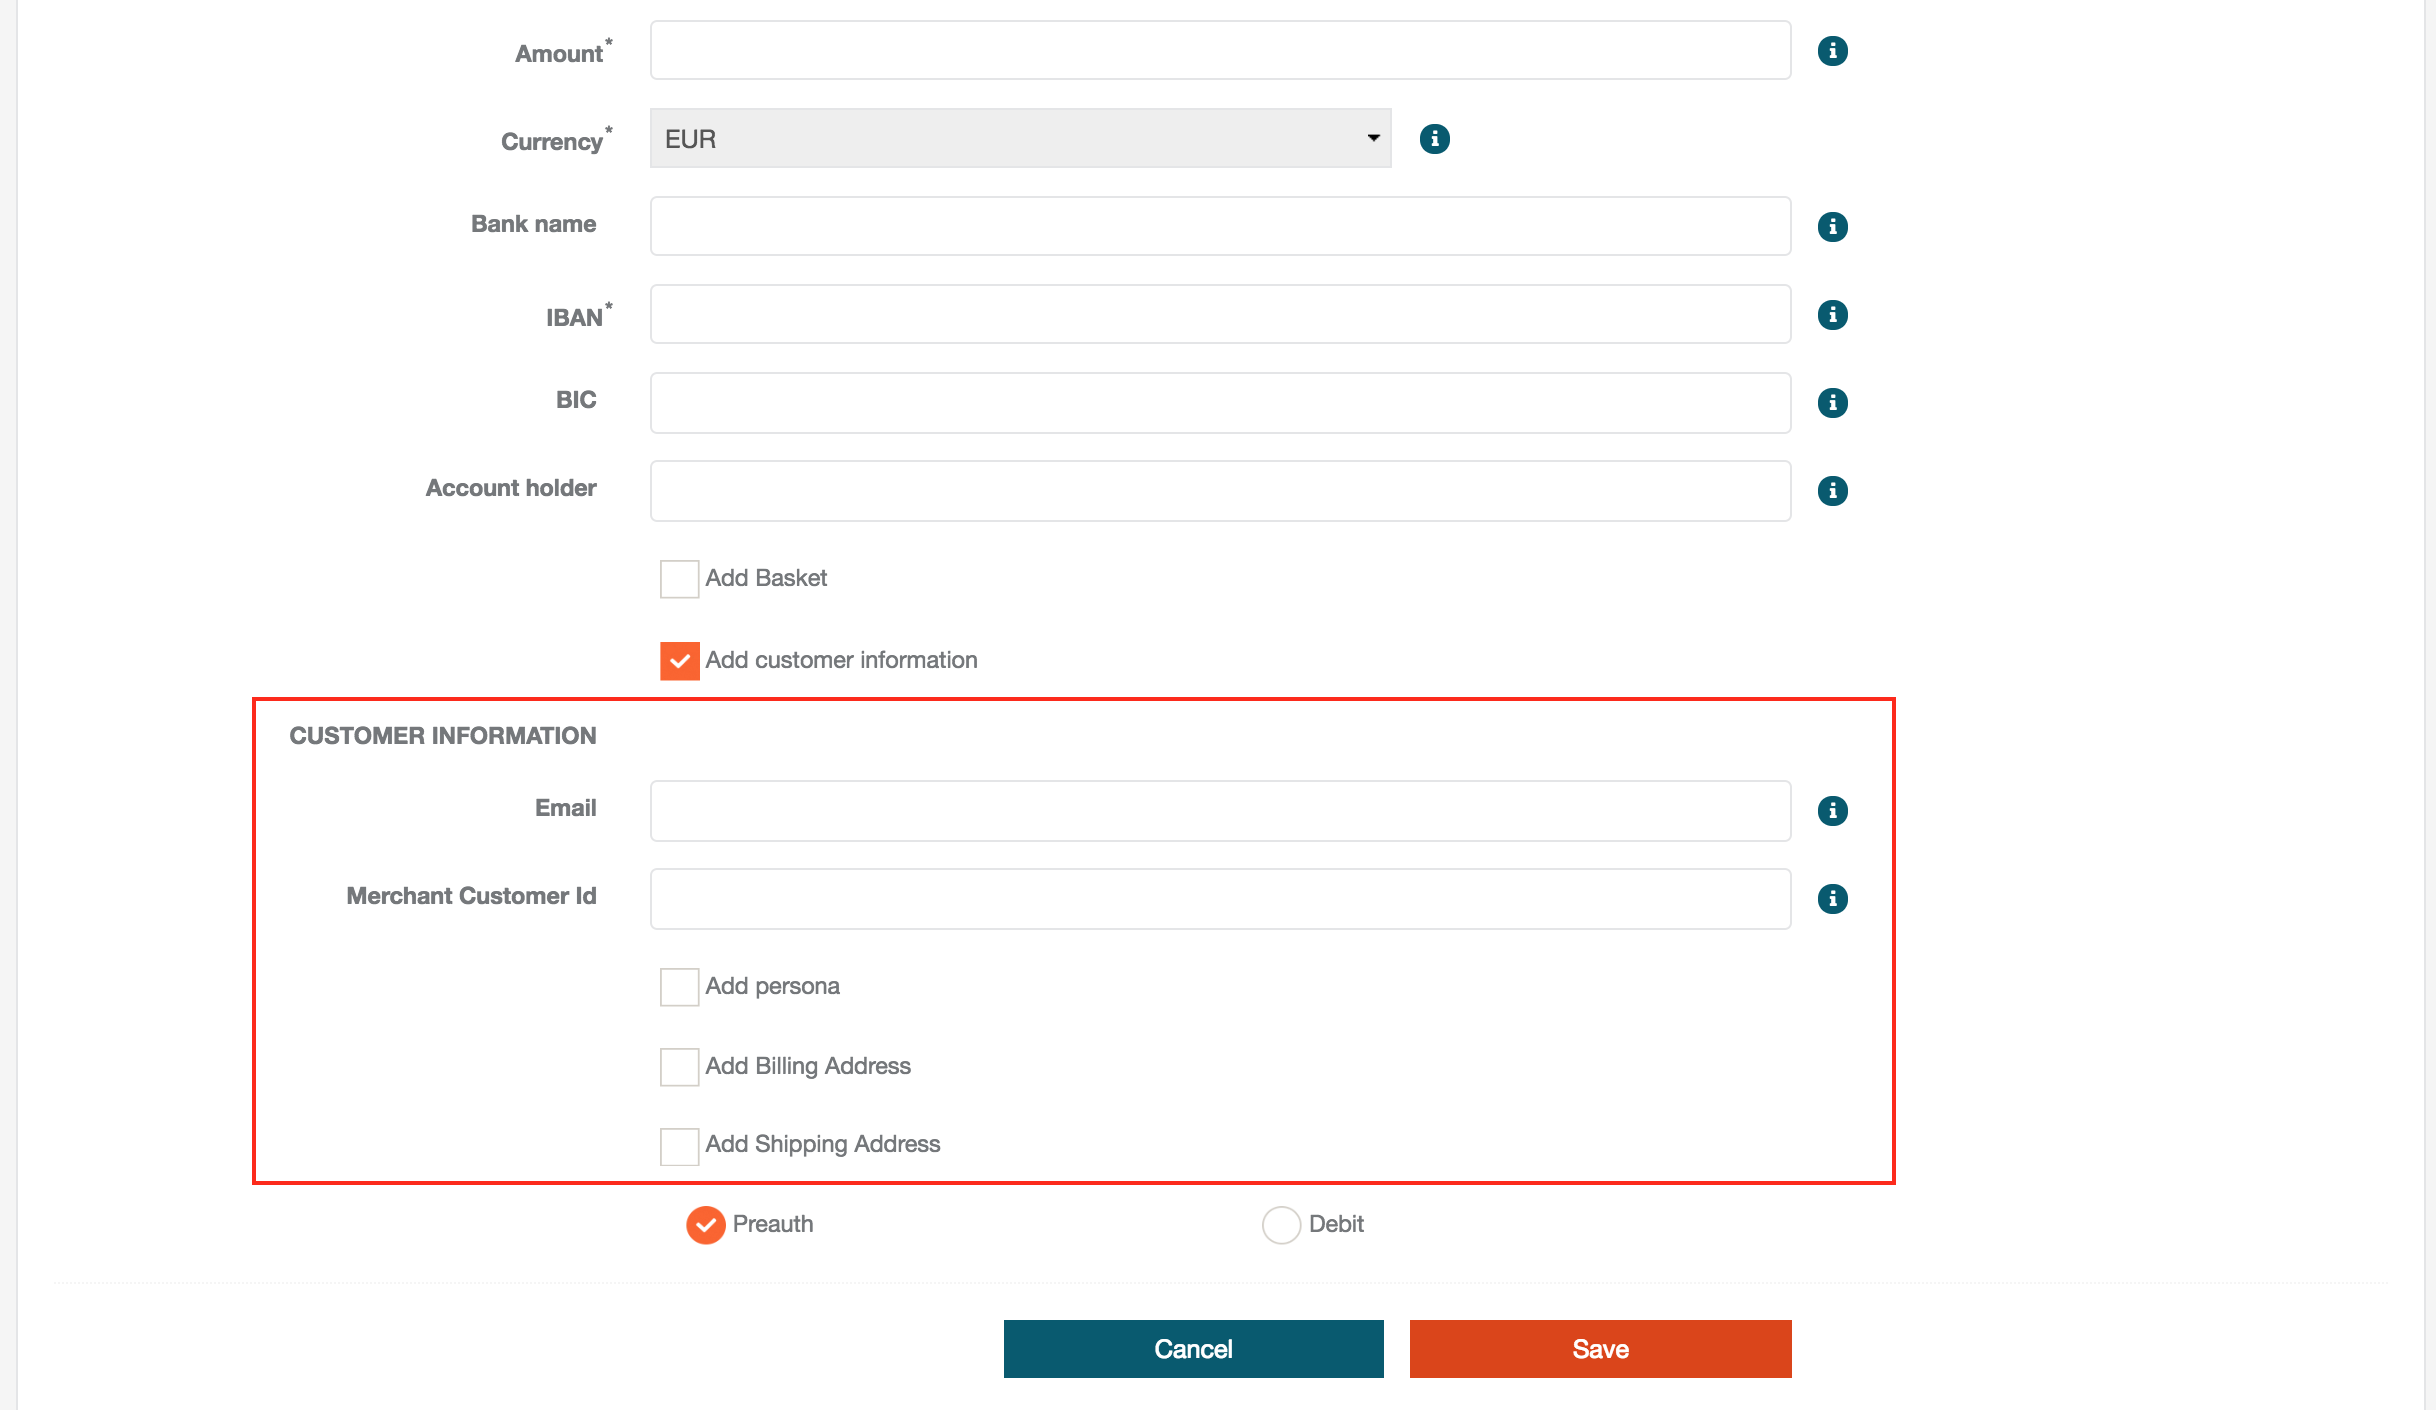 Amount*
Currency* EUR
Bank name
IBAN*
BIC
Account holder
Add Basket
Add customer information
CUSTOMER INFORMATION
Email
Merchant Customer Id
Add persona
Add Billing Address
Add Shipping Address
Preauth Debit
Cancel Save